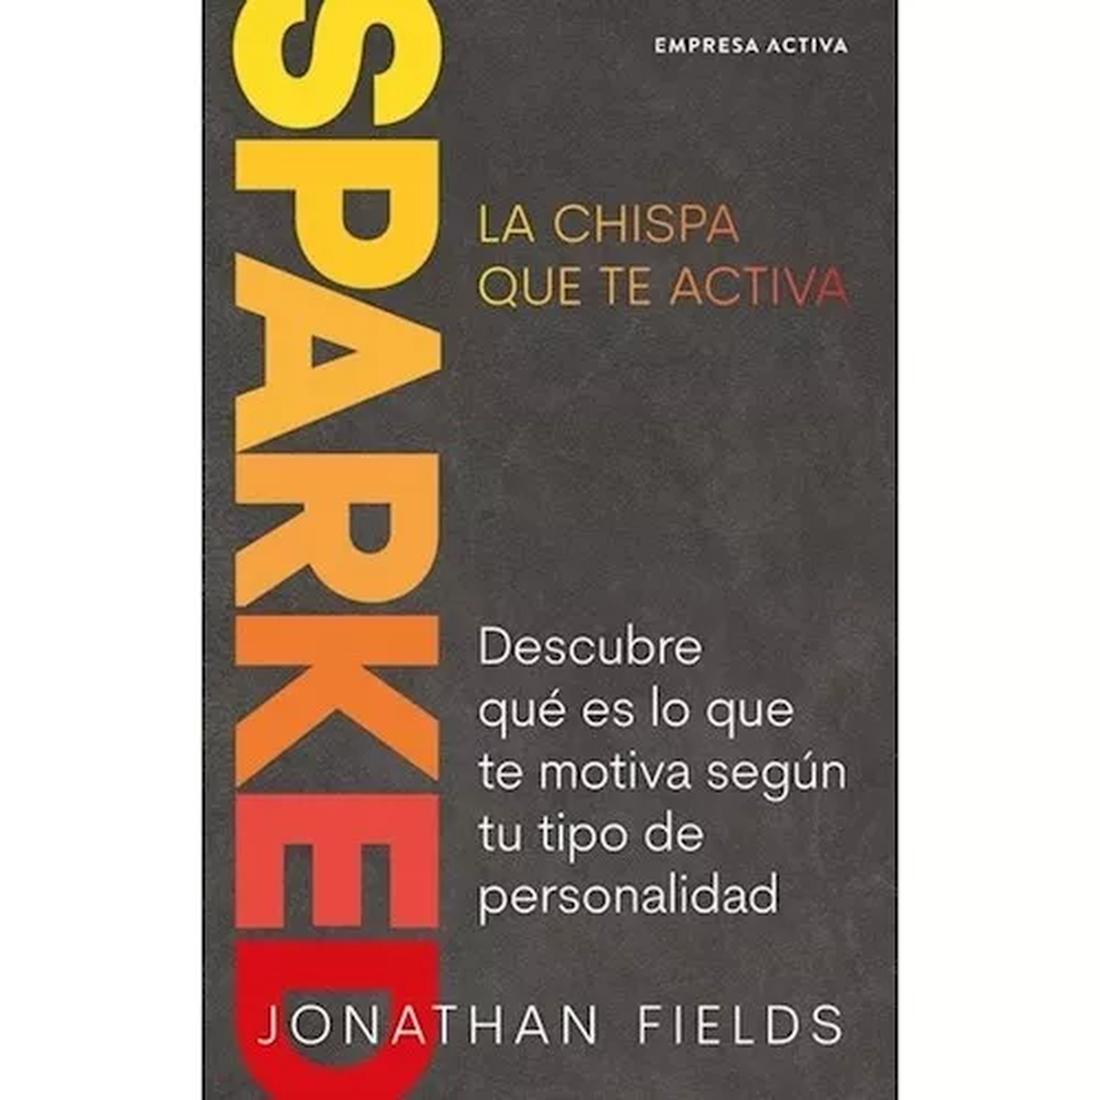 EMPRESA ACTIVA
SPARKED
LA CHISPA
QUE TE ACTIVA
Descubre
qué es lo que
te motiva según
tu tipo de
personalidad
JONATHAN FIELDS